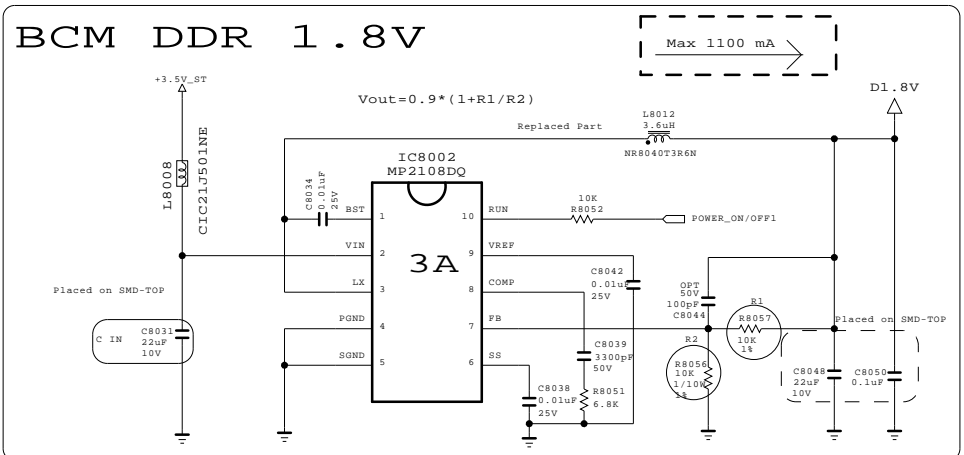 BCM DDR 1.8V
Max 1100 mA
+3.5V_ST
D1.8V
Vout=0.9*(1+R1/R2)
L8012
3.6uH
Replaced Part
NR8040T3R6N
L8008
CIC21J501NE
IC8002
MP2108DQ
C8034
0.01uF
25V
10K
R8052
BST
1
10
RUN
POWER_ON/OFF1
VIN
2
9
VREF
3A
C8042
0.01uF
25V
LX
3
8
COMP
Placed on SMD-TOP
OPT
50V
100pF
C8044
R1
R8057
10K
1%
Placed on SMD-TOP
PGND
4
7
FB
C IN
C8031
22uF
10V
R2
R8056
10K
1/10W
1%
C8039
3300pF
50V
SGND
5
6
SS
C8038
0.01uF
25V
R8051
6.8K
C8048
22uF
10V
C8050
0.1uF